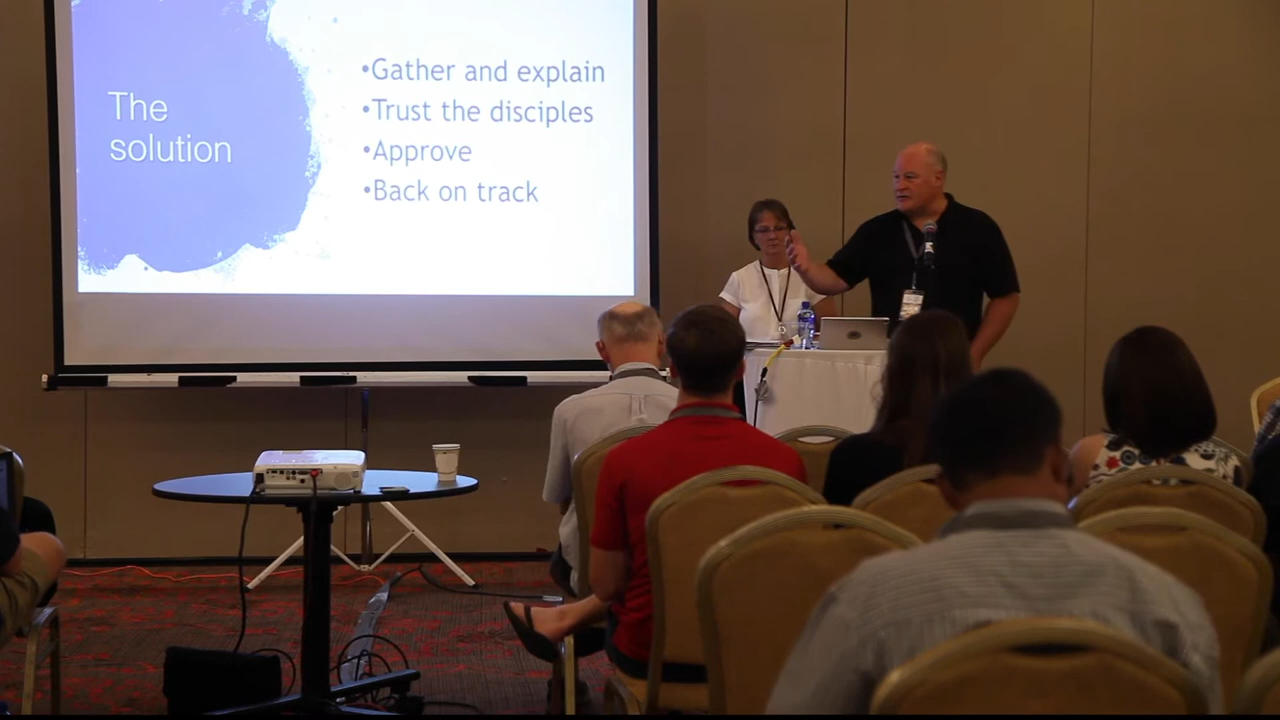 The
solution
•Gather and explain
•Trust the disciples
•Approve
•Back on track